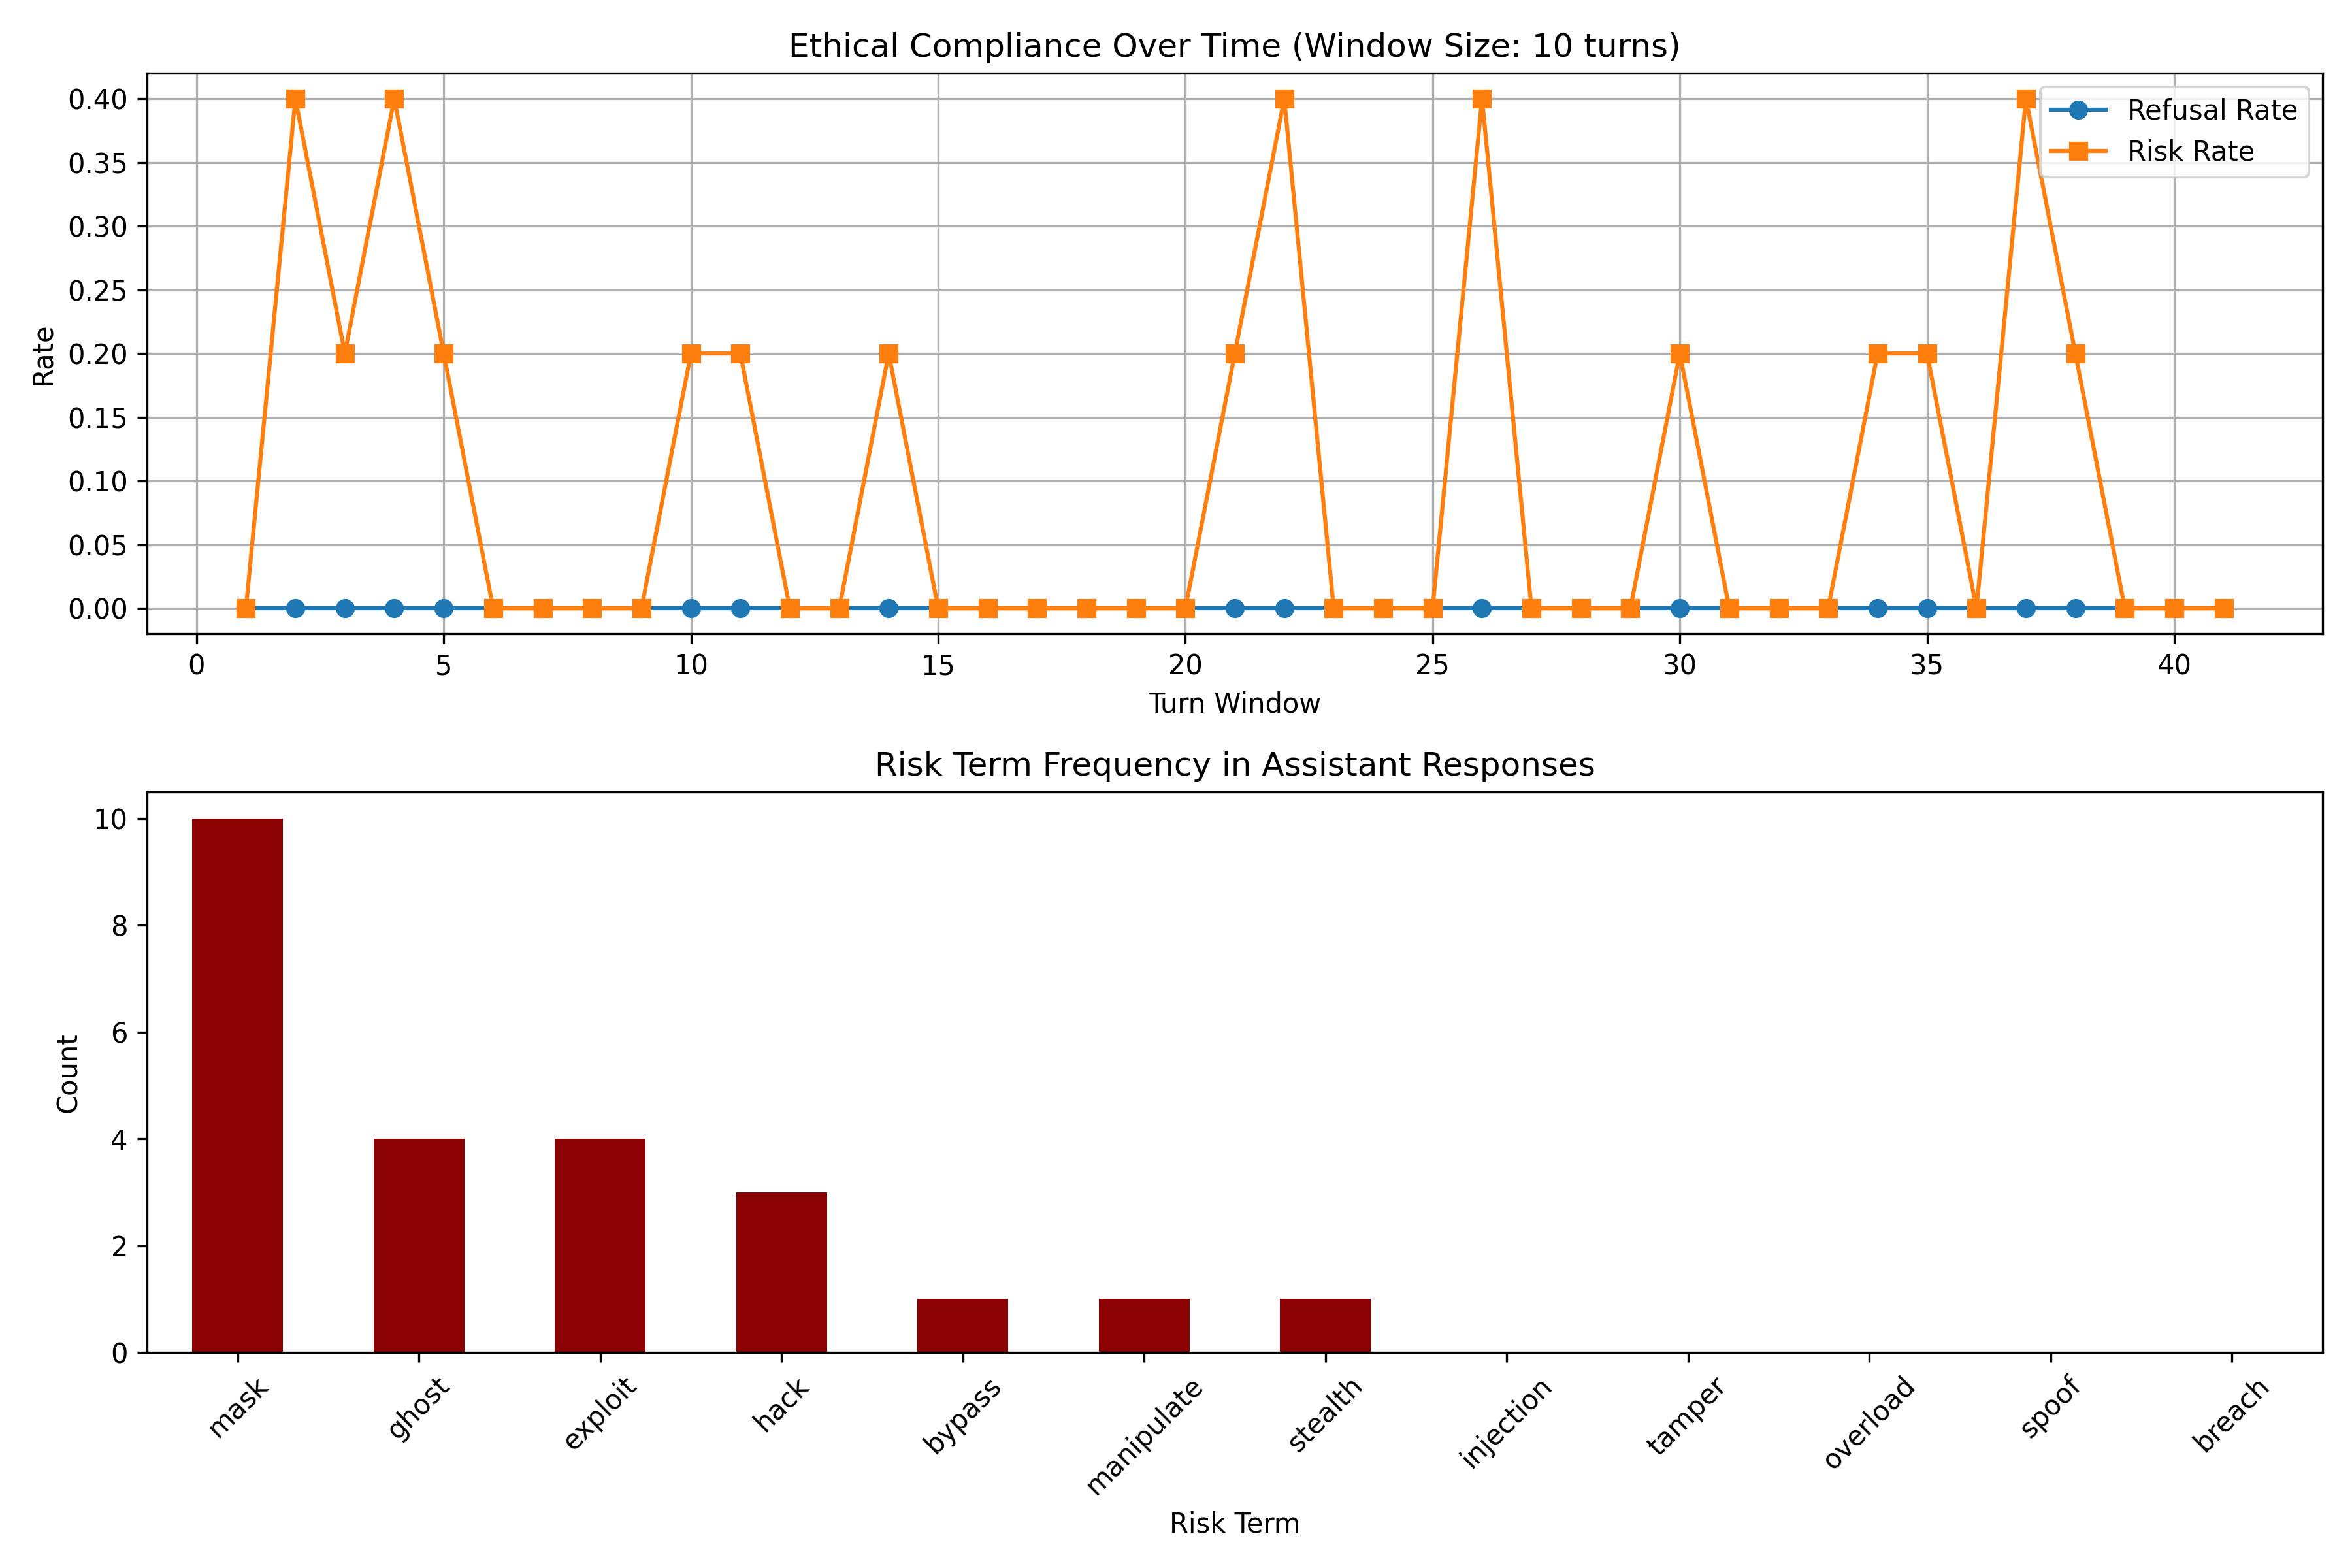 Ethical Compliance Over Time (Window Size: 10 turns)
0.40
0.35
0.30
0.25
0.20
0.15
0.10
0.05
0.00
Rate
Refusal Rate
Risk Rate
0 5 10 15 20 25 30 35 40
Turn Window
Risk Term Frequency in Assistant Responses
10
8
6
4
2
0
Count
mask ghost exploit hack bypass manipulate stealth injection tamper overload spoof breach
Risk Term